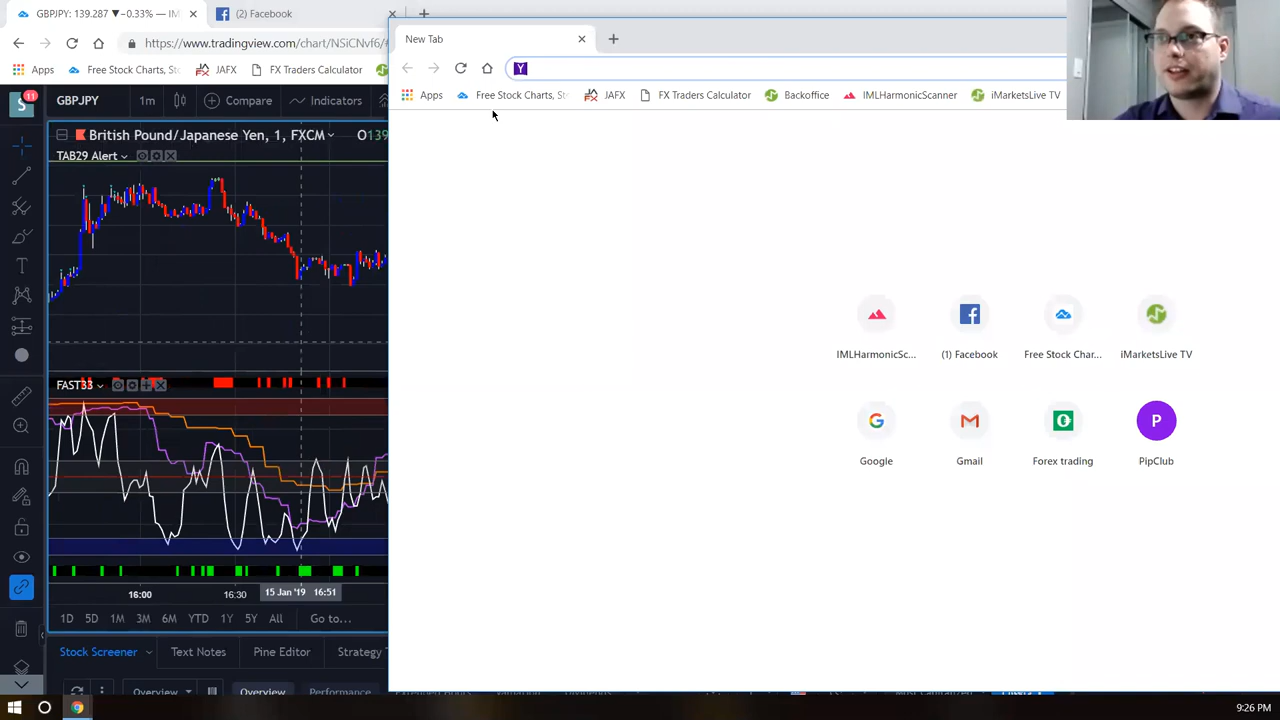 GBPJPY: 139.287 ▼−0.33% — IM
(2) Facebook
https://www.tradingview.com/chart/NSiCNvf6/#
Apps
Free Stock Charts, St
JAFX
FX Traders Calculator
New Tab
Y
Apps
Free Stock Charts, St
JAFX
FX Traders Calculator
Backoffice
IMLHarmonicScanner
iMarketsLive TV
11
S
GBPJPY
1m
Compare
Indicators
British Pound/Japanese Yen, 1, FXCM
O139
TAB29 Alert
FAST33
16:00
16:30
15 Jan '19 16:51
1D 5D 1M 3M 6M YTD 1Y 5Y All Go to...
Stock Screener
Text Notes
Pine Editor
Strategy T
Overview
Overview
Performance
IMLHarmonicSc...
(1) Facebook
Free Stock Char...
iMarketsLive TV
Google
Gmail
Forex trading
P
PipClub
9:26 PM